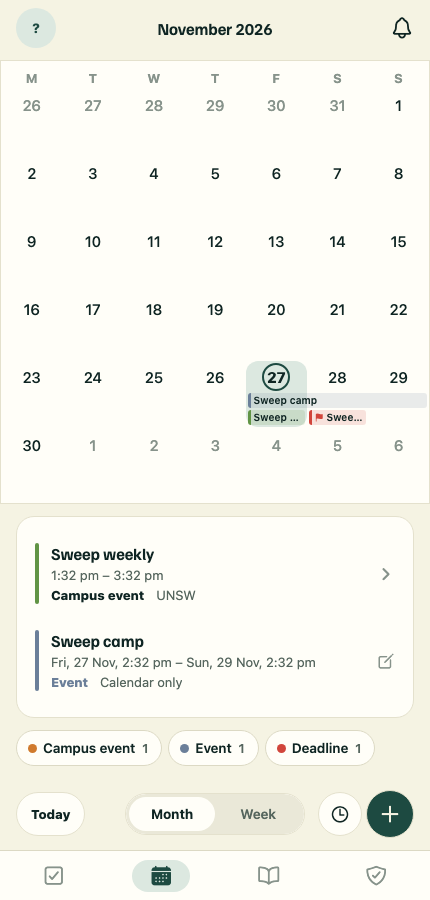 ?
November 2026
M T W T F S S
26 27 28 29 30 31 1
2 3 4 5 6 7 8
9 10 11 12 13 14 15
16 17 18 19 20 21 22
23 24 25 26 27 28 29
Sweep camp
Sweep ... Swee...
30 1 2 3 4 5 6
Sweep weekly
1:32 pm – 3:32 pm
Campus event UNSW
Sweep camp
Fri, 27 Nov, 2:32 pm – Sun, 29 Nov, 2:32 pm
Event Calendar only
Campus event 1 Event 1 Deadline 1
Today Month Week